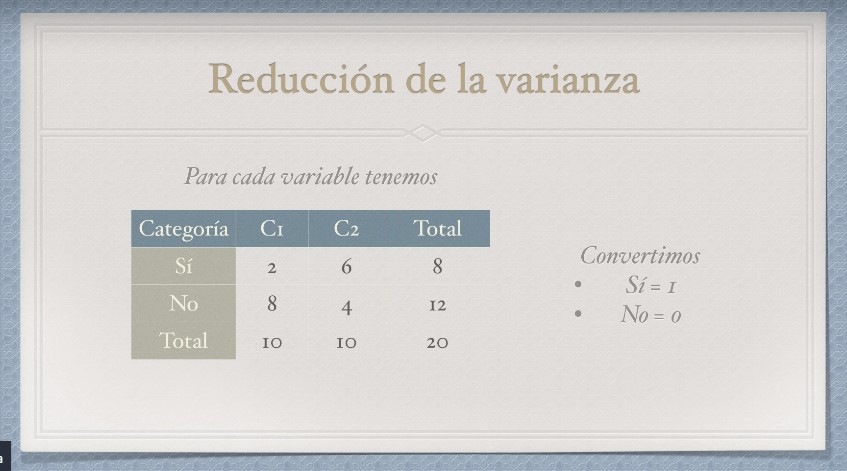 Reducción de la varianza
Para cada variable tenemos
Categoría C1 C2 Total
Sí 2 6 8
No 8 4 12
Total 10 10 20
Convertimos
• Sí = 1
• No = 0
a